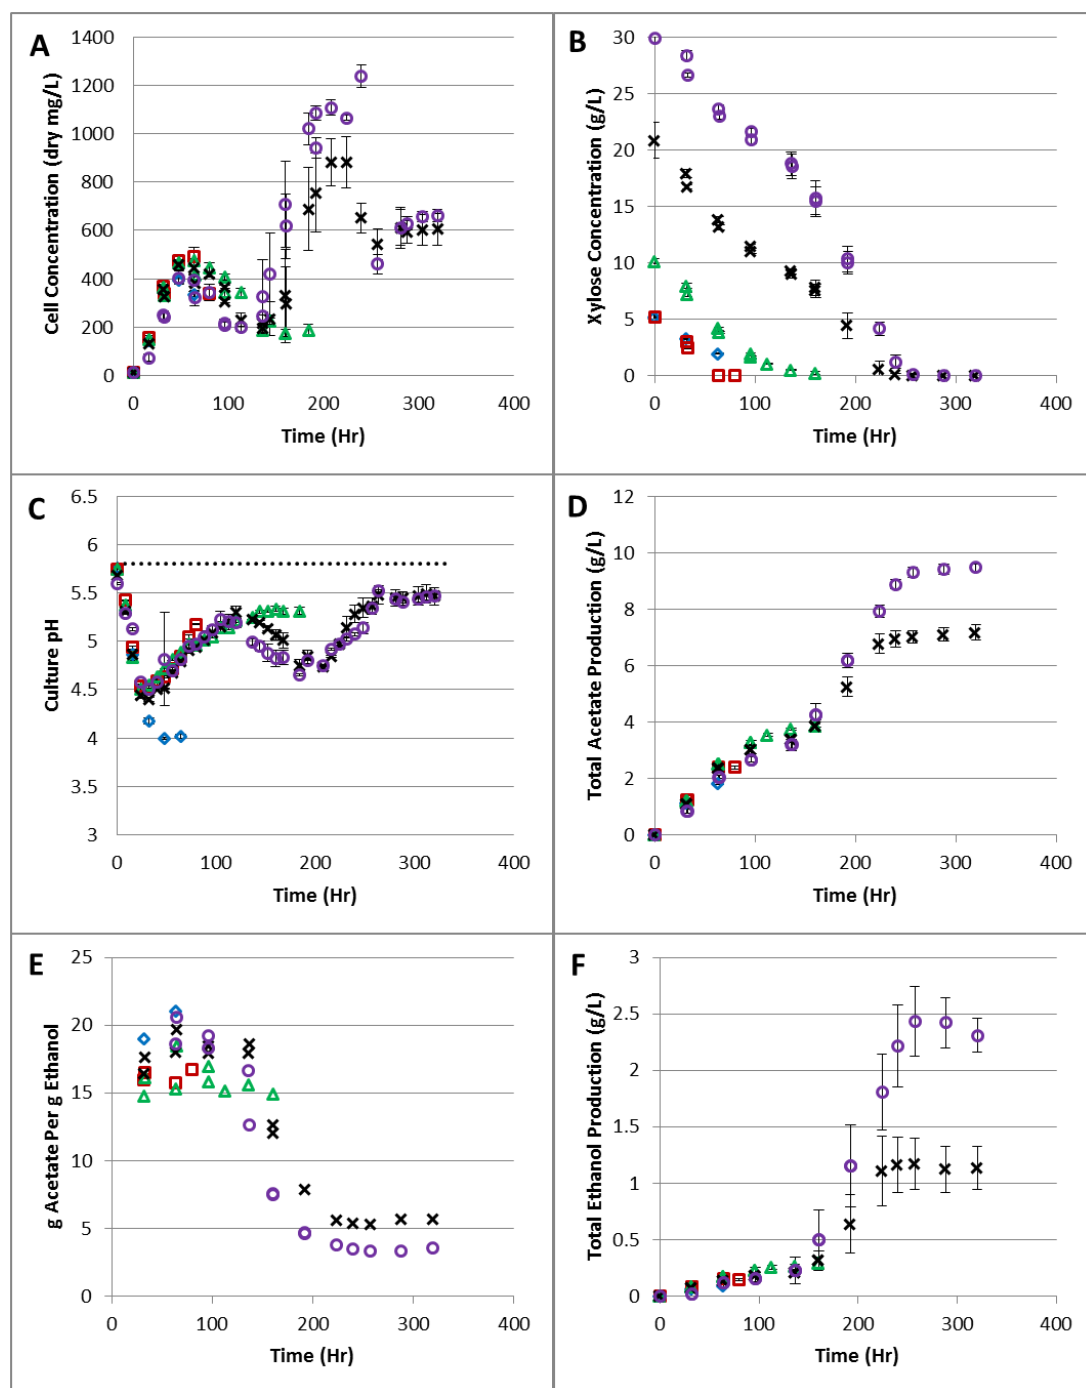 A
Cell Concentration (dry mg/L)
1400
1200
1000
800
600
400
200
0
0 100 200 300 400
Time (Hr)
B
Xylose Concentration (g/L)
30
25
20
15
10
5
0
0 100 200 300 400
Time (Hr)
C
Culture pH
6.5
6
5.5
5
4.5
4
3.5
3
0 100 200 300 400
Time (Hr)
D
Total Acetate Production (g/L)
12
10
8
6
4
2
0
0 100 200 300 400
Time (Hr)
E
g Acetate Per g Ethanol
25
20
15
10
5
0
0 100 200 300 400
Time (Hr)
F
Total Ethanol Production (g/L)
3
2.5
2
1.5
1
0.5
0
0 100 200 300 400
Time (Hr)